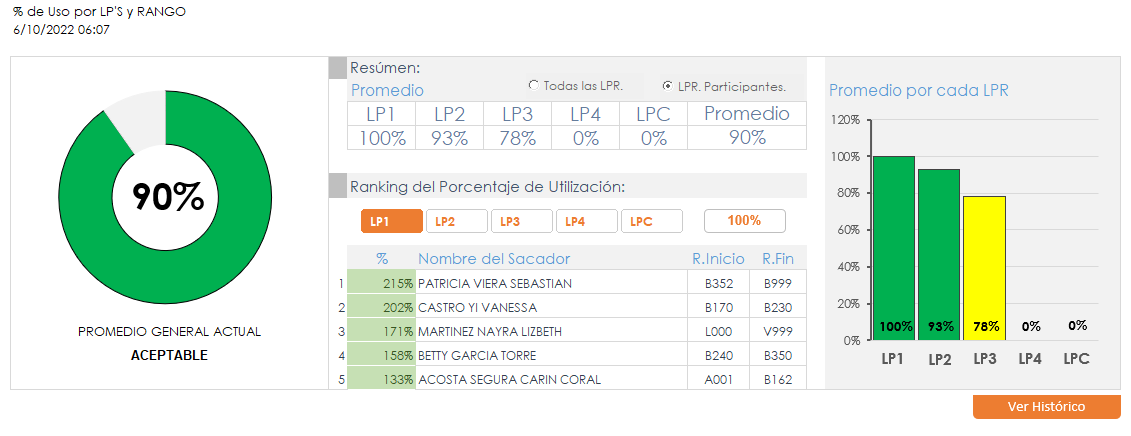 % de Uso por LP'S y RANGO
6/10/2022 06:07
90%
PROMEDIO GENERAL ACTUAL
ACEPTABLE
Resúmen:
Promedio
Todas las LPR.
LPR. Participantes.
LP1 LP2 LP3 LP4 LPC Promedio
100% 93% 78% 0% 0% 90%
Ranking del Porcentaje de Utilización:
LP1 LP2 LP3 LP4 LPC 100%
% Nombre del Sacador R.Inicio R.Fin
1 215% PATRICIA VIERA SEBASTIAN B352 B999
2 202% CASTRO YI VANESSA B170 B230
3 171% MARTINEZ NAYRA LIZBETH L000 V999
4 158% BETTY GARCIA TORRE B240 B350
5 133% ACOSTA SEGURA CARIN CORAL A001 B162
Promedio por cada LPR
120%
100%
80%
60%
40%
20%
0%
100% 93% 78% 0% 0%
LP1 LP2 LP3 LP4 LPC
Ver Histórico